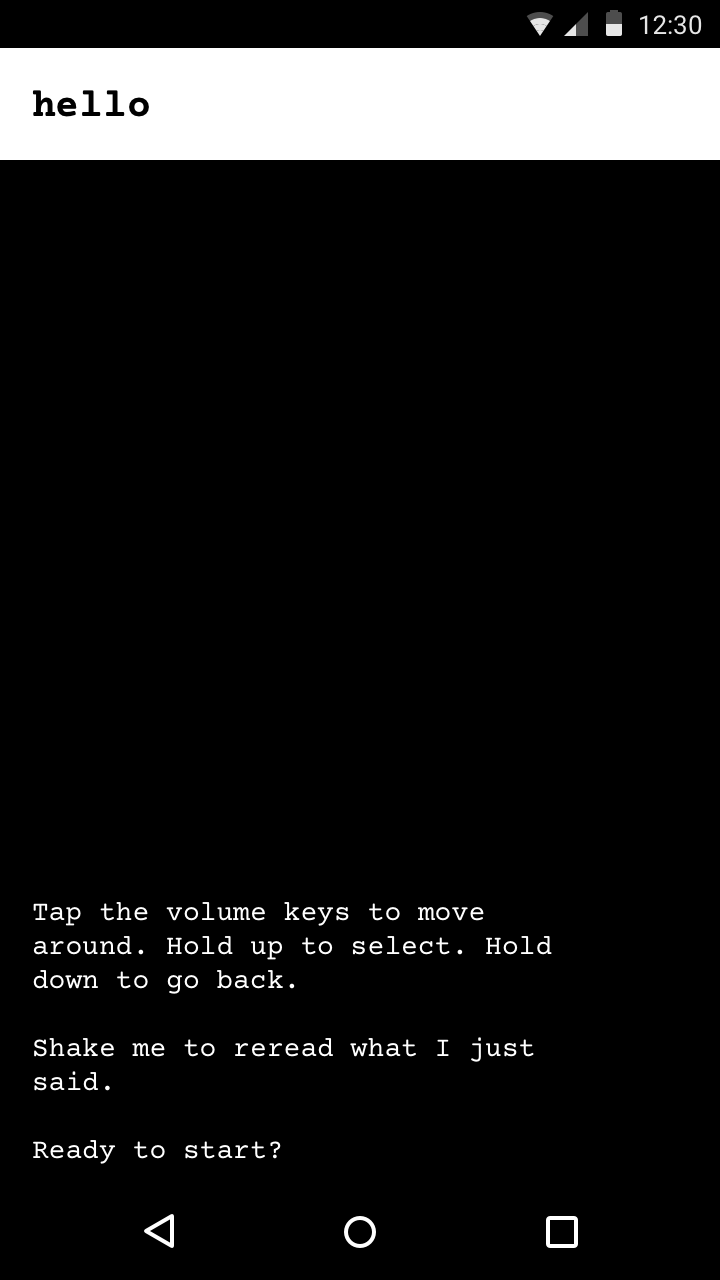 12:30
hello
Tap the volume keys to move
around. Hold up to select. Hold
down to go back.
Shake me to reread what I just
said.
Ready to start?